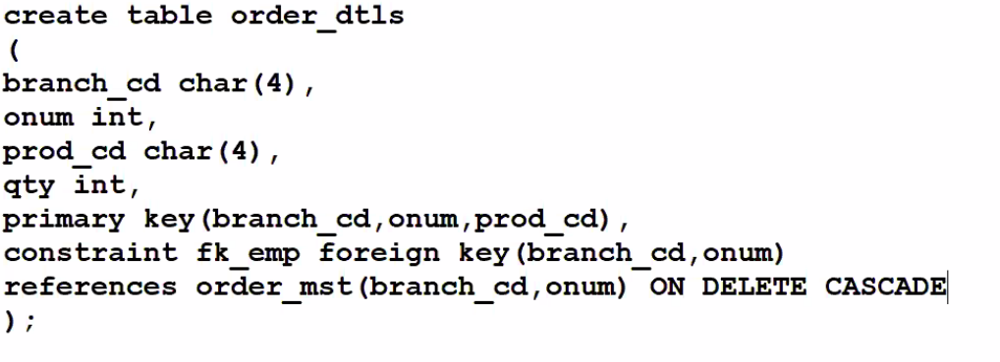 create table order_dtls
(
branch_cd char(4),
onum int,
prod_cd char(4),
qty int,
primary key(branch_cd,onum,prod_cd),
constraint fk_emp foreign key(branch_cd,onum)
references order_mst(branch_cd,onum) ON DELETE CASCADE
);